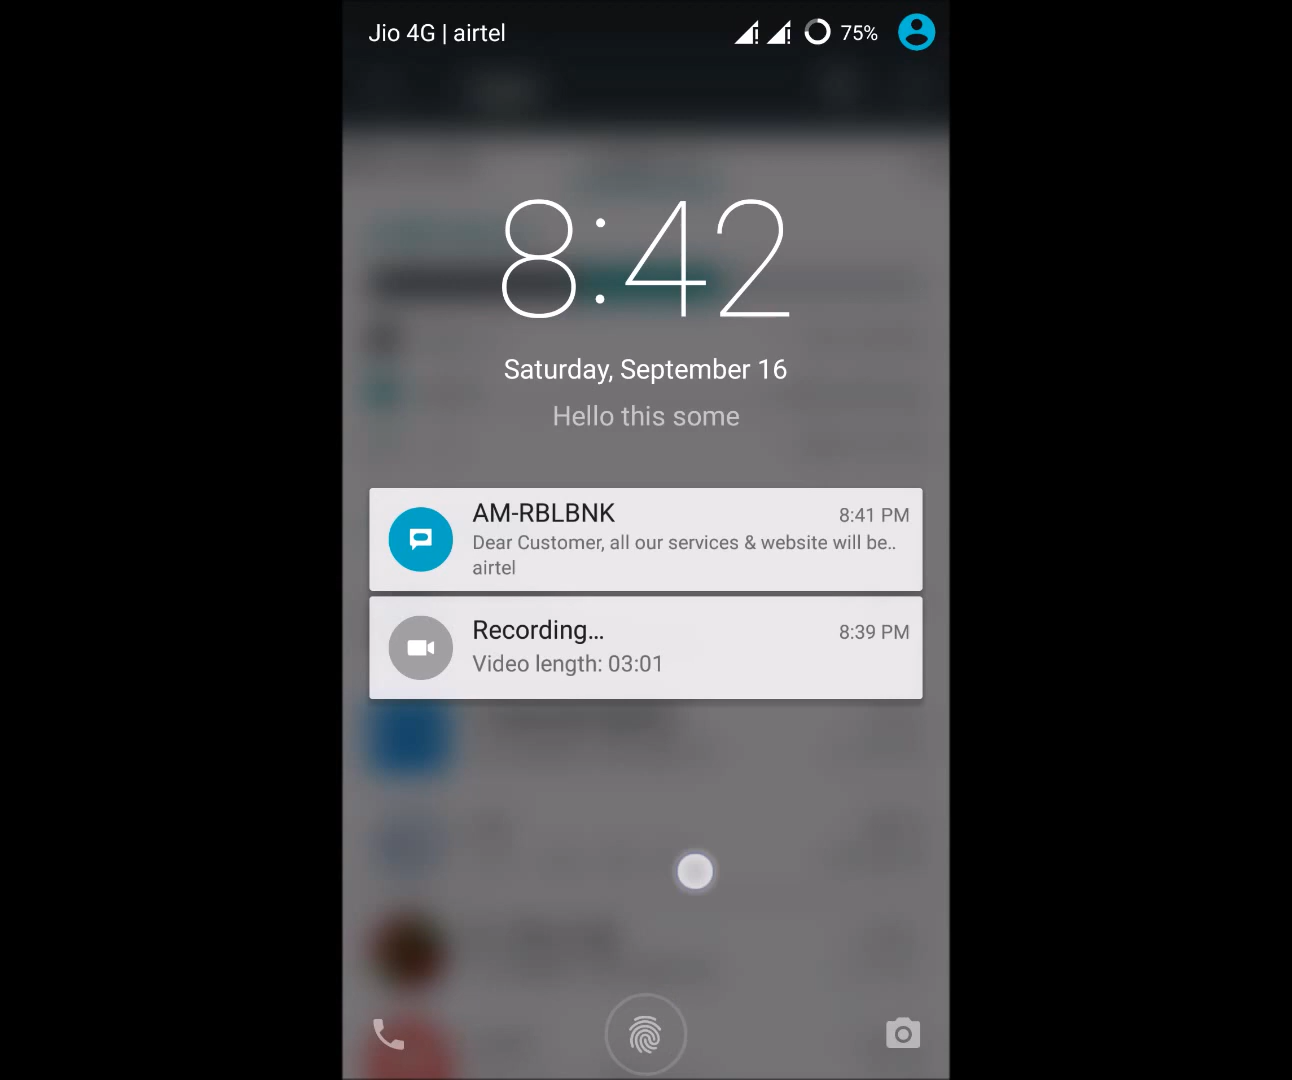 Jio 4G | airtel
75%
8:42
Saturday, September 16
Hello this some
AM-RBLBNK
8:41 PM
Dear Customer, all our services & website will be..
airtel
Recording...
8:39 PM
Video length: 03:01